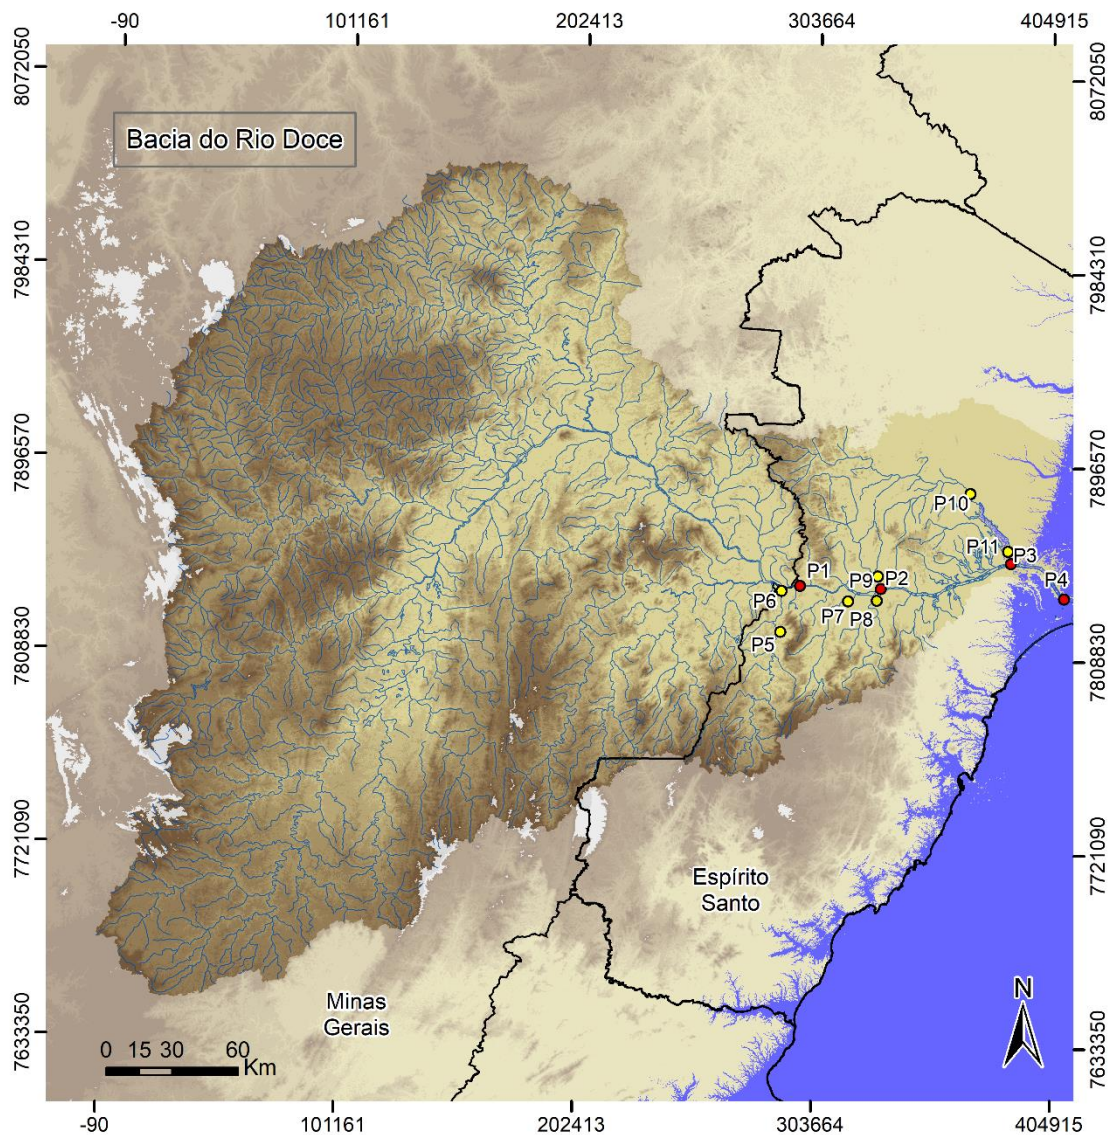 -90 101161 202413 303664 404915
8072050 8072050
Bacia do Rio Doce
7984310 7984310
7896570 7896570
P10
P11 P3
P1 P9 P2 P4
P6 P7 P8
P5
7808830 7808830
7721090 7721090
Espírito
Santo
Minas
Gerais
N
0 15 30 60
Km
7633350 7633350
-90 101161 202413 303664 404915